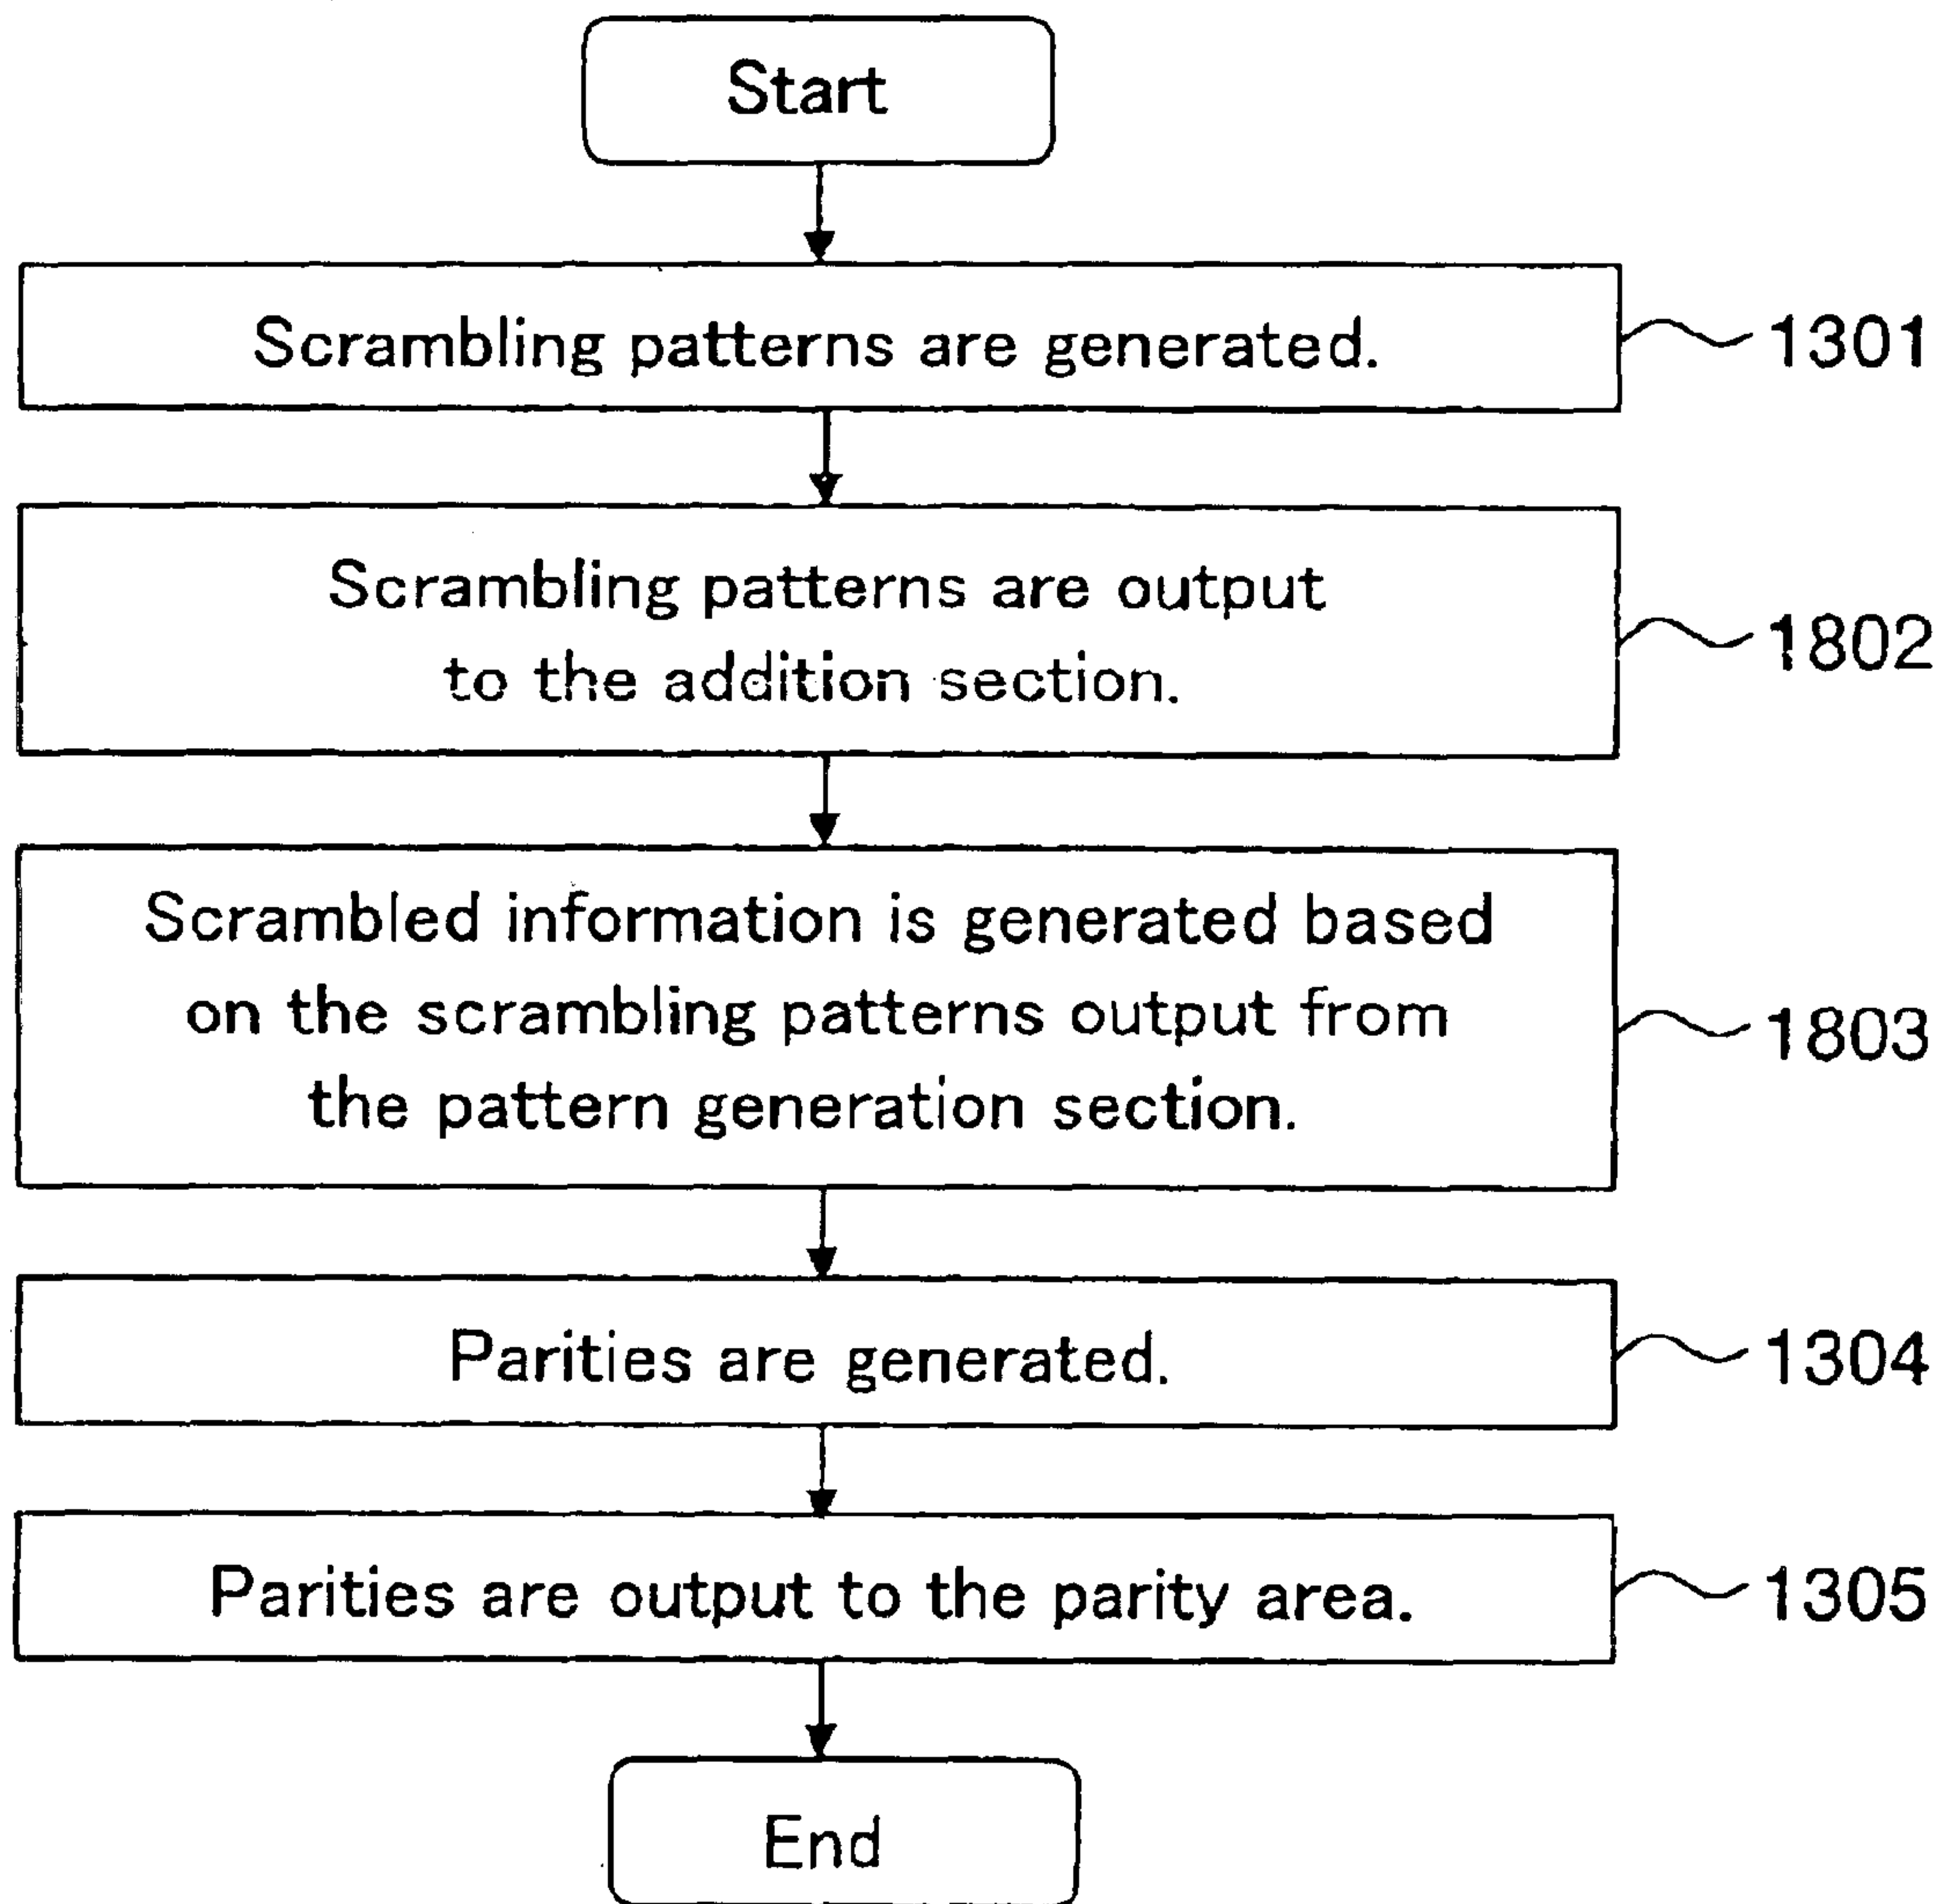 Start
Scrambling patterns are generated.
1301
Scrambling patterns are output
to the addition section.
1802
Scrambled information is generated based
on the scrambling patterns output from
the pattern generation section.
1803
Parities are generated.
1304
Parities are output to the parity area.
1305
End